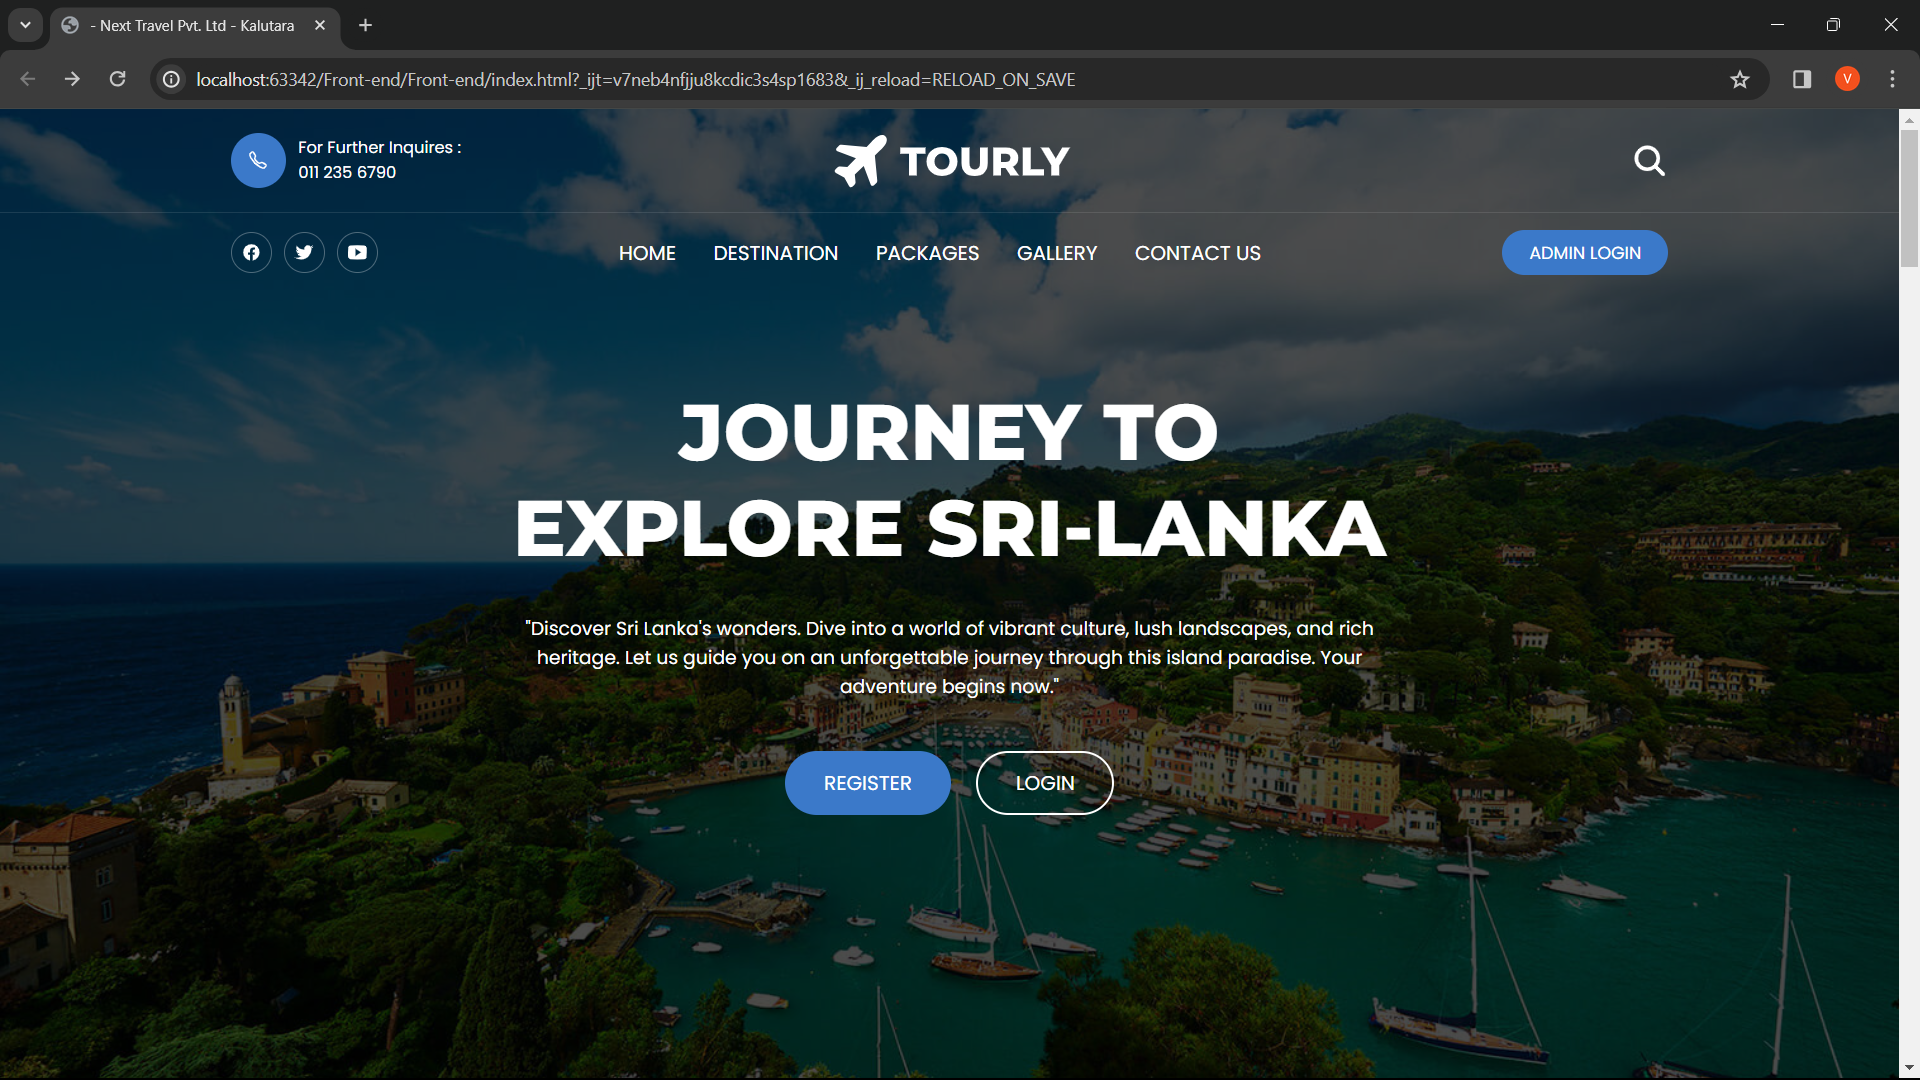 - Next Travel Pvt. Ltd - Kalutara
localhost:63342/Front-end/Front-end/index.html?_ijt=v7neb4nfjju8kcdic3s4sp1683&_ij_reload=RELOAD_ON_SAVE
V
For Further Inquires :
011 235 6790
TOURLY
HOME DESTINATION PACKAGES GALLERY CONTACT US
ADMIN LOGIN
JOURNEY TO
EXPLORE SRI-LANKA
"Discover Sri Lanka's wonders. Dive into a world of vibrant culture, lush landscapes, and rich
heritage. Let us guide you on an unforgettable journey through this island paradise. Your
adventure begins now."
REGISTER LOGIN